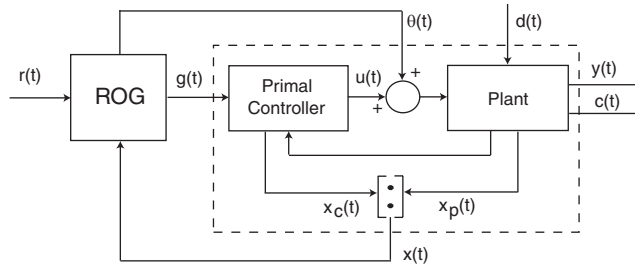 θ(t)
d(t)
r(t)
ROG
g(t)
Primal
Controller
u(t)
+
+
Plant
y(t)
c(t)
x_c(t)
x_p(t)
x(t)